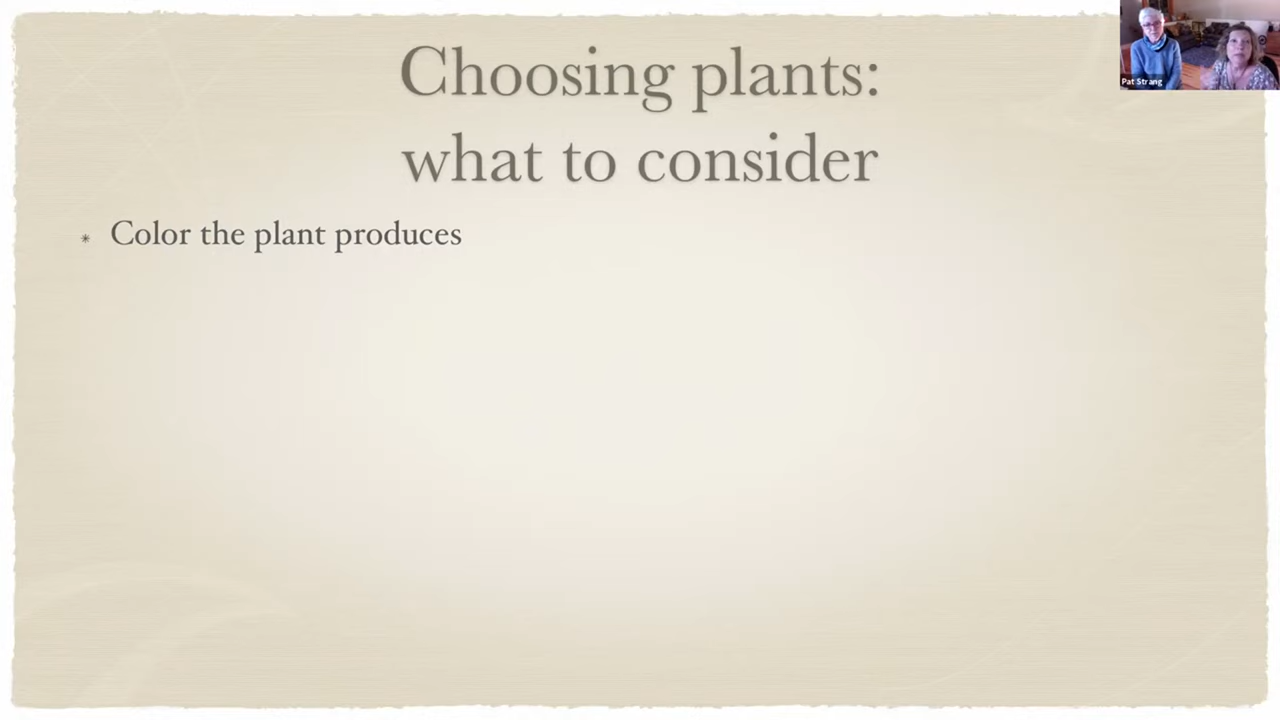 Pat Strang
Choosing plants:
what to consider
* Color the plant produces